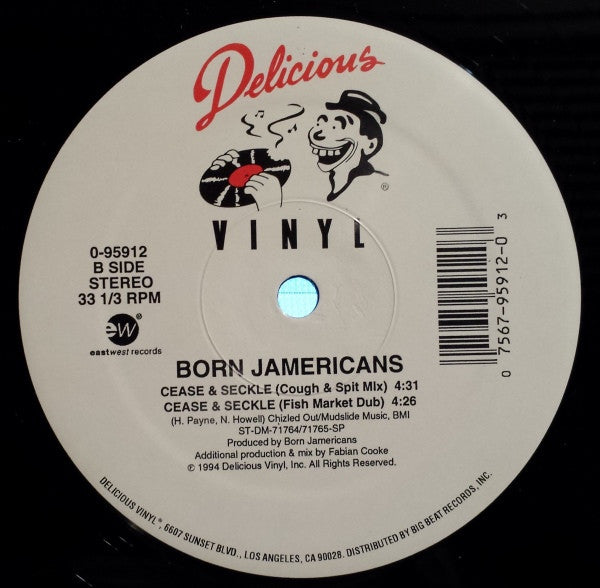 Delicious
VINYL
®
0-95912
B SIDE
STEREO
33 1/3 RPM
ew®
eastwest records
0 7567-95912-0 3
BORN JAMERICANS
CEASE & SECKLE (Cough & Spit Mix) 4:31
CEASE & SECKLE (Fish Market Dub) 4:26
(H. Payne, N. Howell) Chizled Out/Mudslide Music, BMI
ST-DM-71764/71765-SP
Produced by Born Jamericans
Additional production & mix by Fabian Cooke
© 1994 Delicious Vinyl, Inc. All Rights Reserved.
DELICIOUS VINYL®, 6607 SUNSET BLVD., LOS ANGELES, CA 90028. DISTRIBUTED BY BIG BEAT RECORDS, INC.